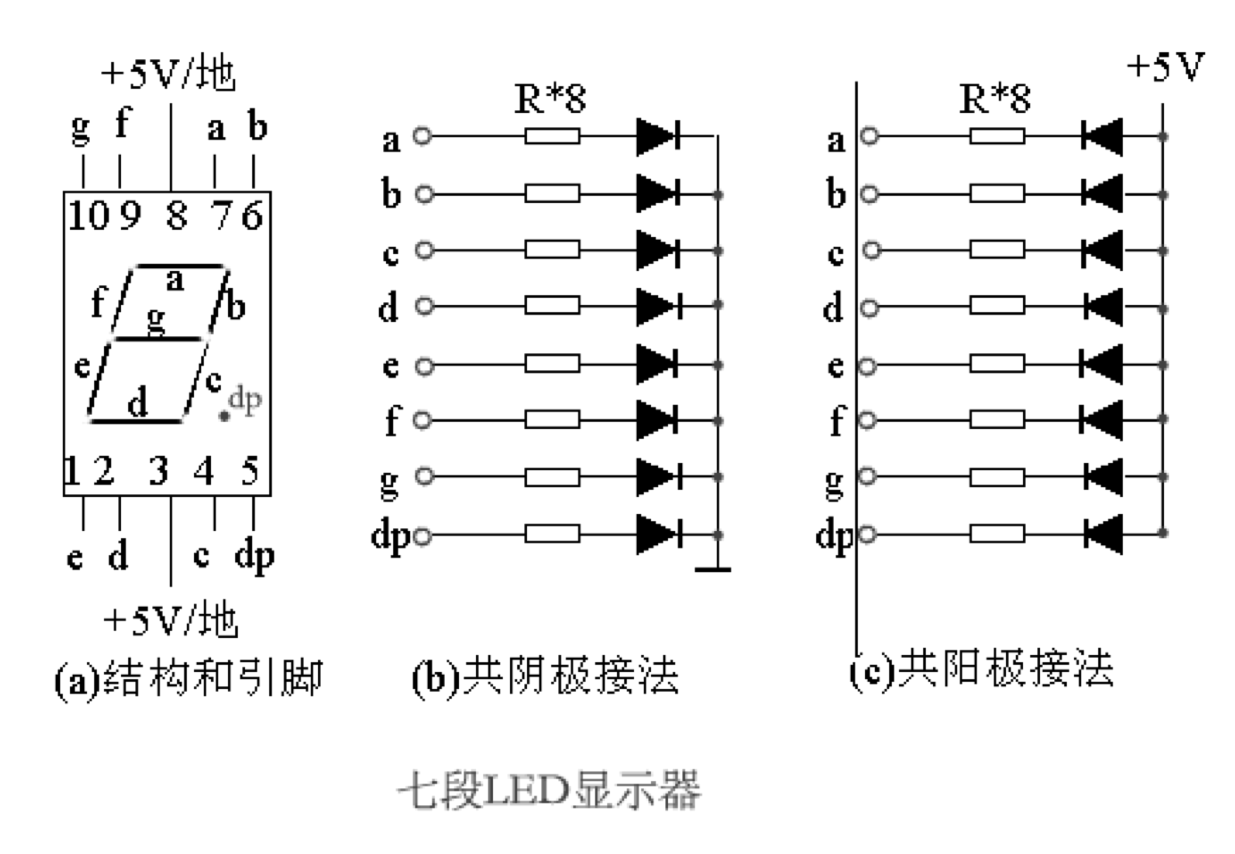 +5V/地
g f a b
10 9 8 7 6
a
f b
g
e c
d dp
1 2 3 4 5
e d c dp
+5V/地
(a)结构和引脚
R*8
a
b
c
d
e
f
g
dp
(b)共阴极接法
+5V
R*8
a
b
c
d
e
f
g
dp
(c)共阳极接法
七段LED显示器